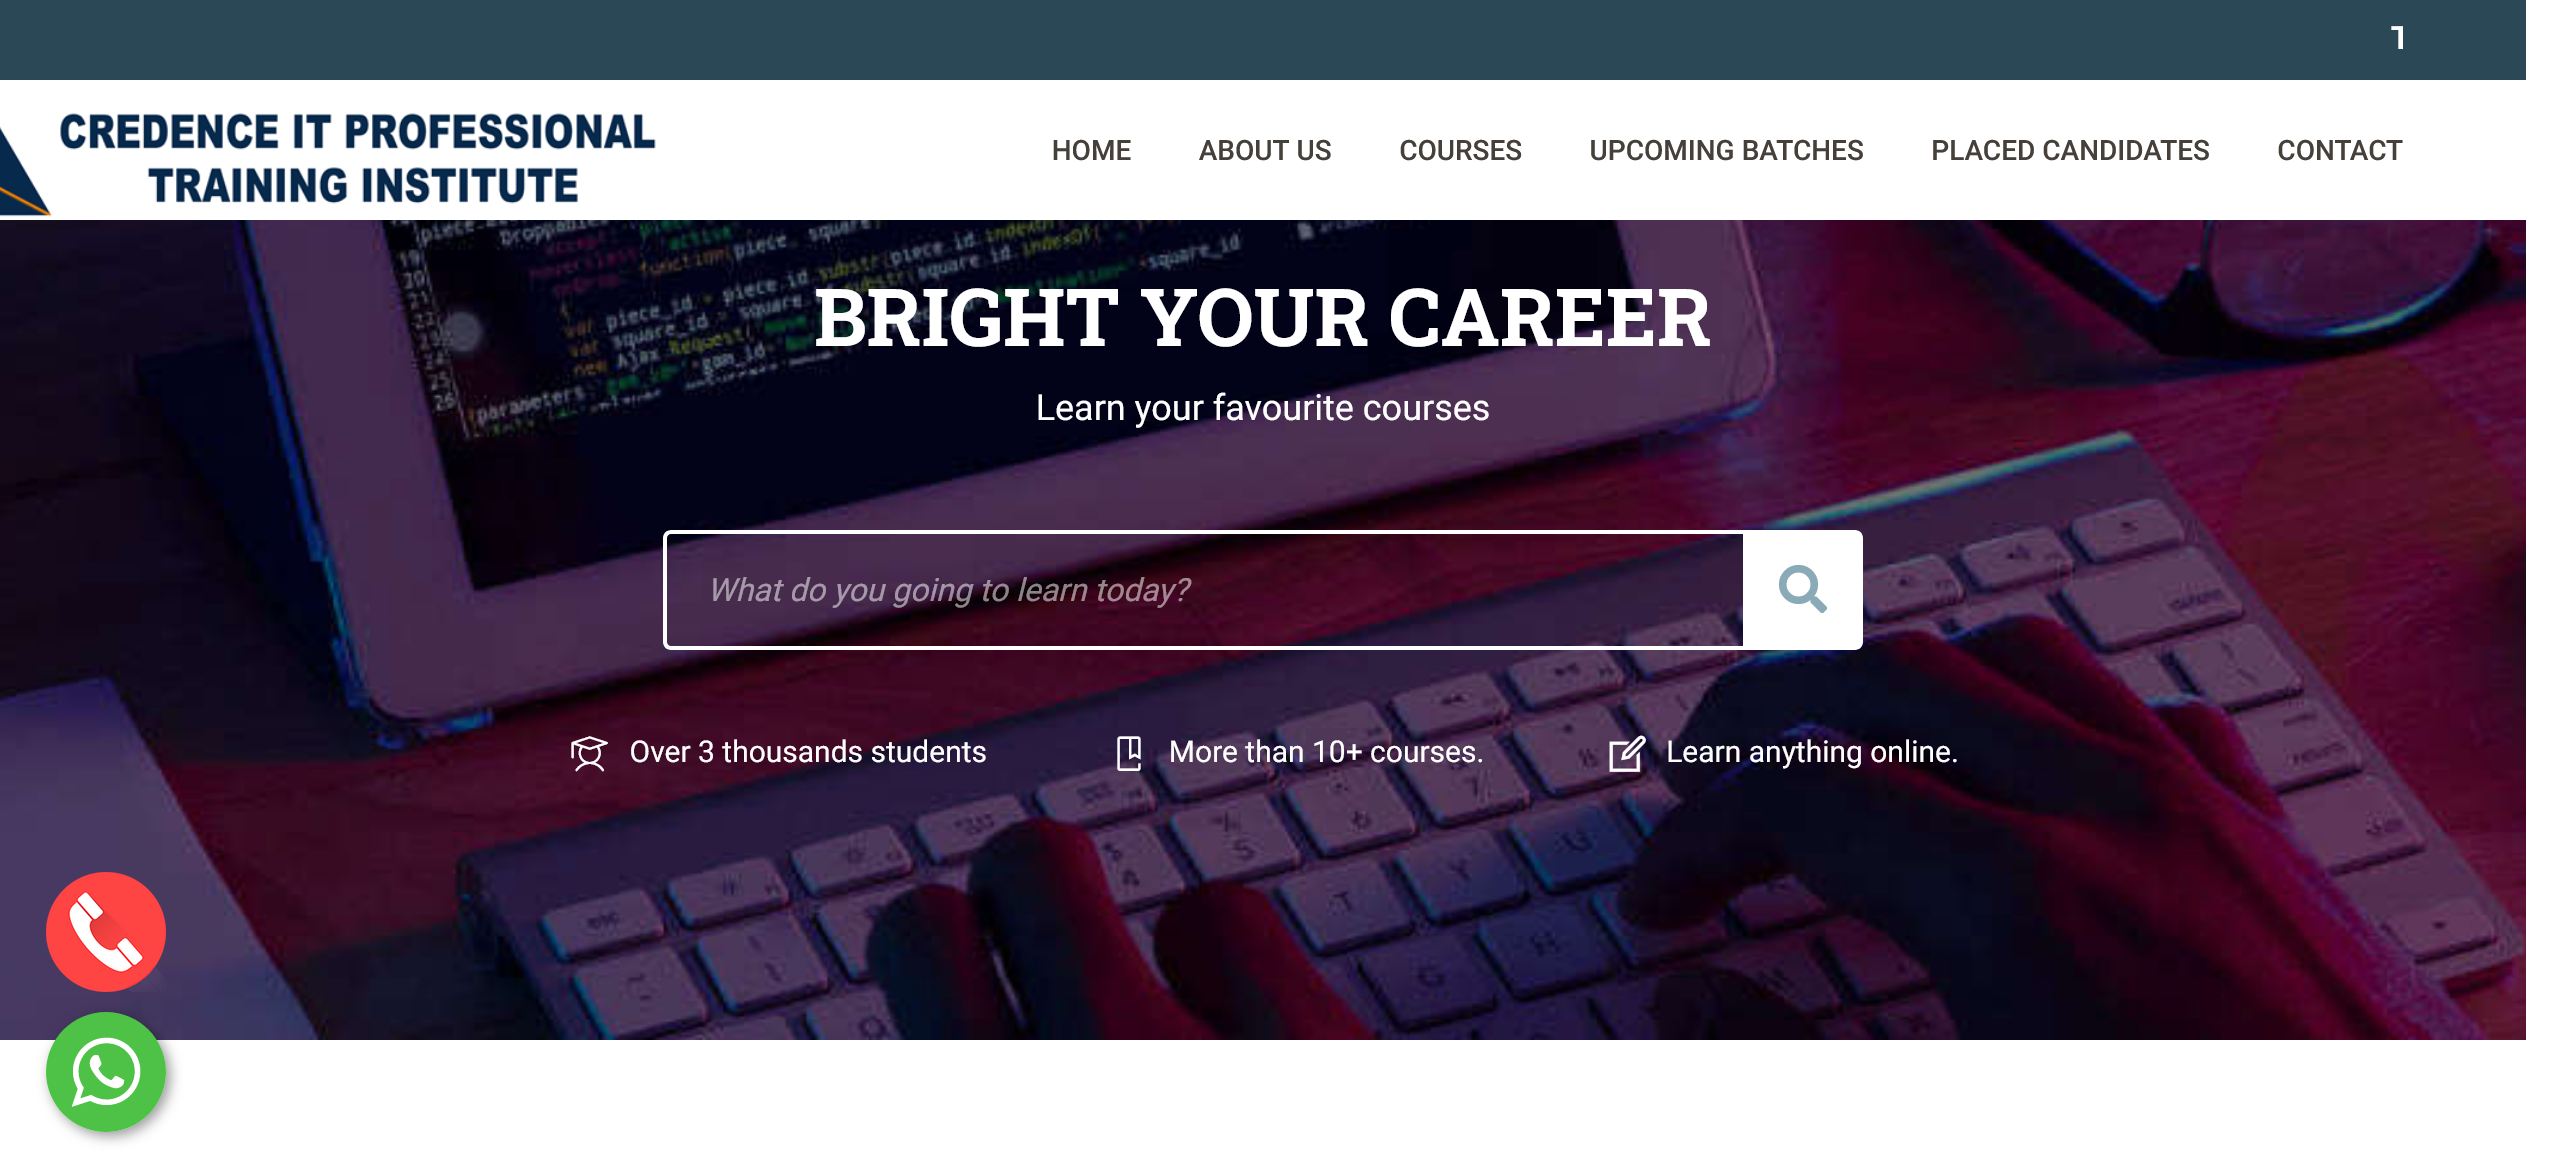 1
CREDENCE IT PROFESSIONAL
TRAINING INSTITUTE
HOME ABOUT US COURSES UPCOMING BATCHES PLACED CANDIDATES CONTACT
BRIGHT YOUR CAREER
Learn your favourite courses
What do you going to learn today?
Over 3 thousands students More than 10+ courses. Learn anything online.